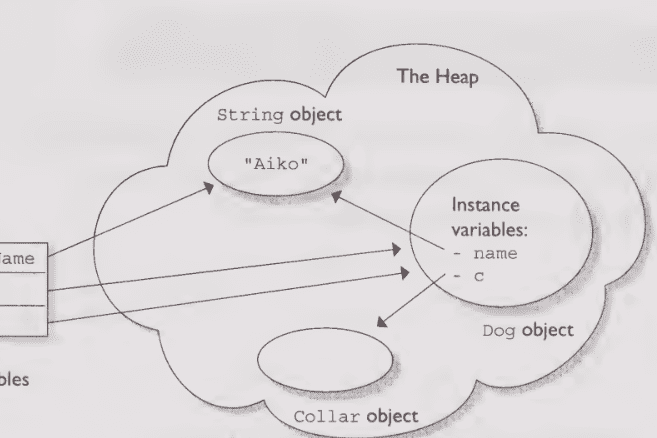 The Heap
String object
"Aiko"
Instance
variables:
- name
- c
Dog object
Collar object